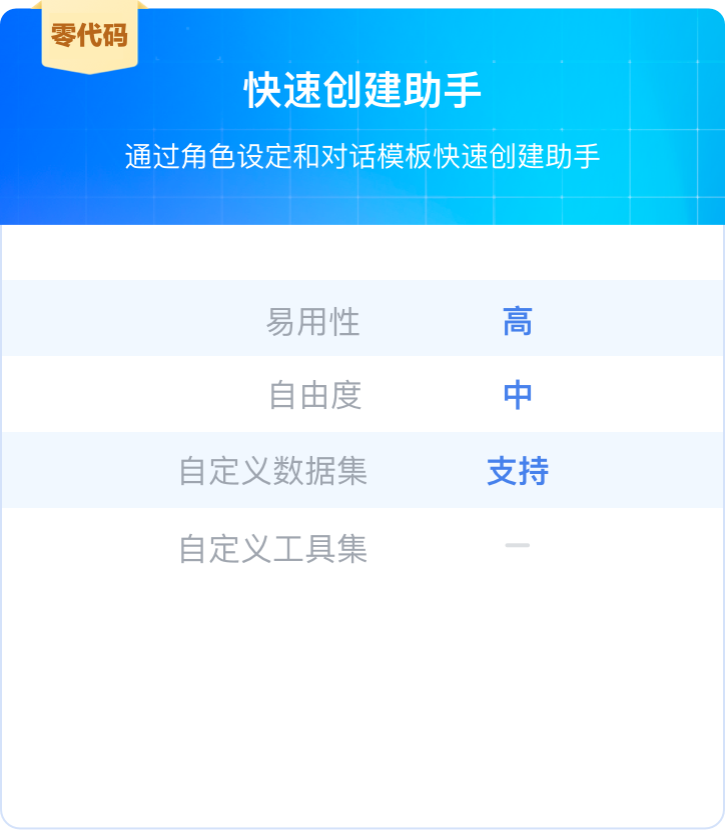 零代码
快速创建助手
通过角色设定和对话模板快速创建助手
易用性 高
自由度 中
自定义数据集 支持
自定义工具集 —